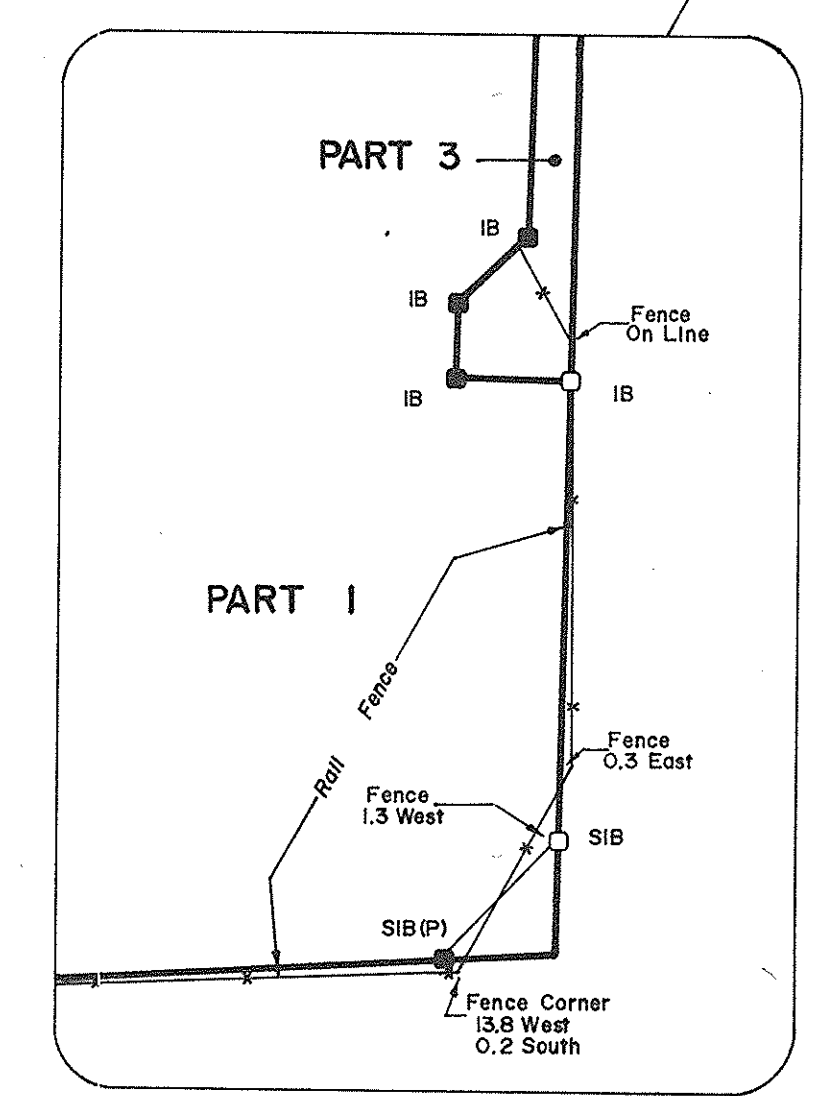 PART 3
IB
IB
Fence
On Line
IB
IB
PART 1
Rail Fence
Fence
0.3 East
Fence
1.3 West
SIB
SIB(P)
Fence Corner
13.8 West
0.2 South